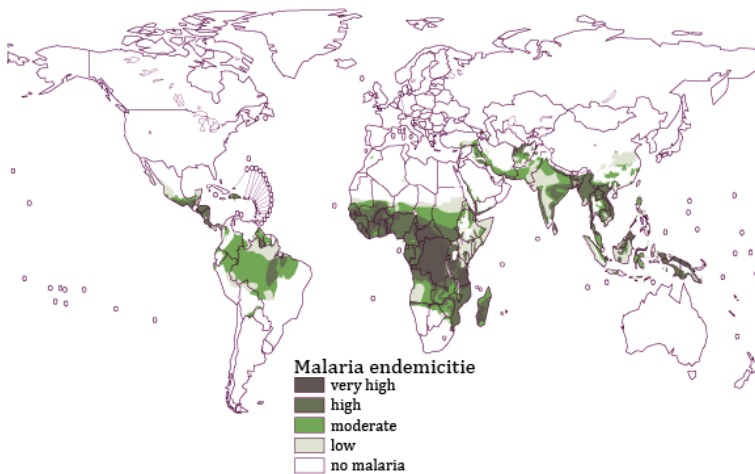 Malaria endemicitie
very high
high
moderate
low
no malaria